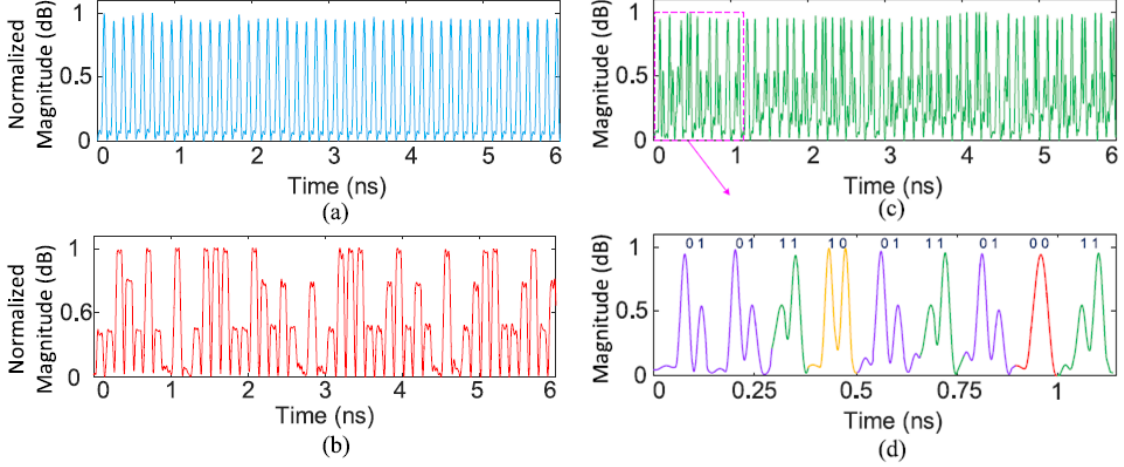 Normalized
Magnitude (dB)
1
0.5
0
0 1 2 3 4 5 6
Time (ns)
(a)
Magnitude (dB)
1
0.5
0
0 1 2 3 4 5 6
Time (ns)
(c)
Normalized
Magnitude (dB)
1
0.6
0
0 1 2 3 4 5 6
Time (ns)
(b)
Magnitude (dB)
1
0.5
0
0 1 0 1 1 1 1 0 0 1 1 1 0 1 0 0 1 1
0 0.25 0.5 0.75 1
Time (ns)
(d)